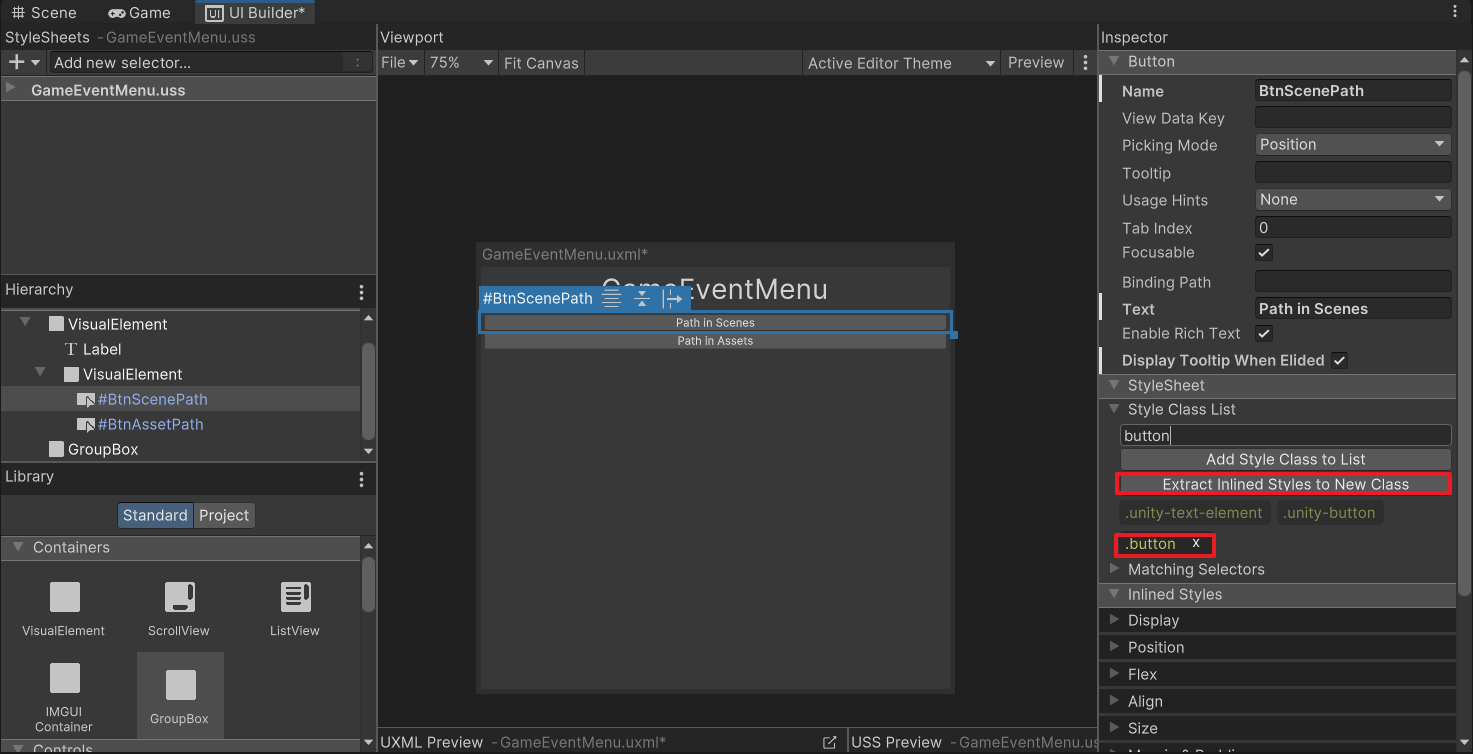 Scene
Game
UI Builder*
StyleSheets - GameEventMenu.uss
Add new selector...
GameEventMenu.uss
Hierarchy
VisualElement
Label
VisualElement
#BtnScenePath
#BtnAssetPath
GroupBox
Library
Standard
Project
Containers
VisualElement
ScrollView
ListView
IMGUI
Container
GroupBox
Controls
Viewport
File
75%
Fit Canvas
Active Editor Theme
Preview
GameEventMenu.uxml*
GameEventMenu
#BtnScenePath
Path in Scenes
Path in Assets
UXML Preview - GameEventMenu.uxml*
USS Preview - GameEventMenu.us
Inspector
Button
Name BtnScenePath
View Data Key
Picking Mode Position
Tooltip
Usage Hints None
Tab Index 0
Focusable
Binding Path
Text Path in Scenes
Enable Rich Text
Display Tooltip When Elided
StyleSheet
Style Class List
button
Add Style Class to List
Extract Inlined Styles to New Class
.unity-text-element
.unity-button
.button x
Matching Selectors
Inlined Styles
Display
Position
Flex
Align
Size